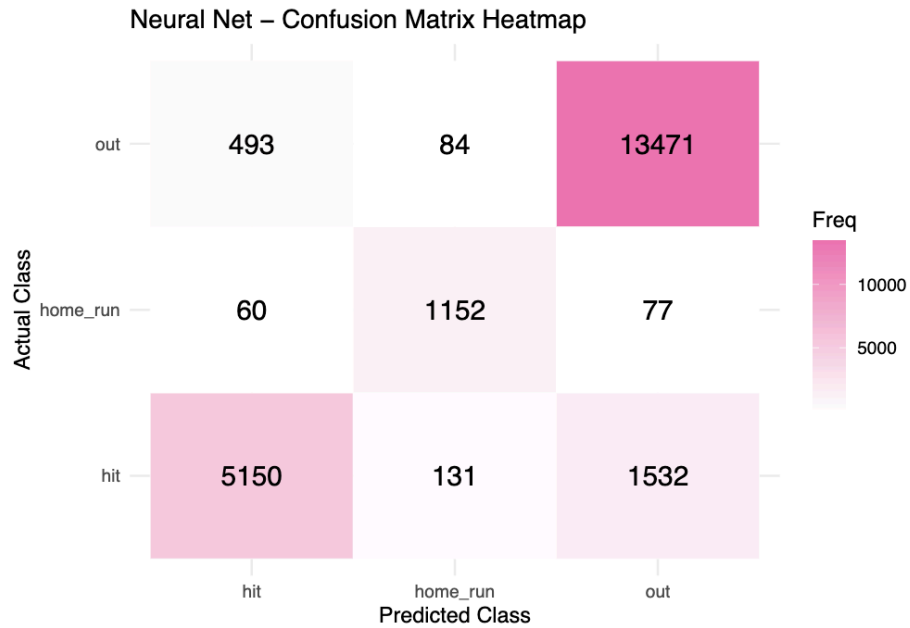 Neural Net – Confusion Matrix Heatmap
Actual Class
out
493 84 13471
home_run
60 1152 77
hit
5150 131 1532
hit home_run out
Predicted Class
Freq
10000
5000